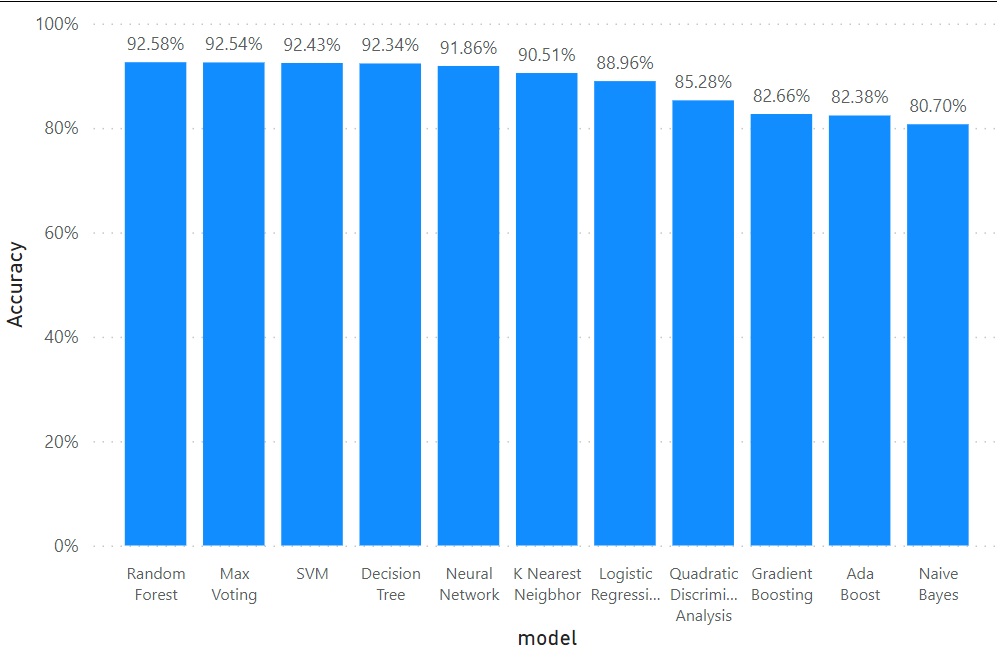 100%
80%
60%
40%
20%
0%
Accuracy
92.58%
92.54%
92.43%
92.34%
91.86%
90.51%
88.96%
85.28%
82.66%
82.38%
80.70%
Random
Forest
Max
Voting
SVM
Decision
Tree
Neural
Network
K Nearest
Neigbhor
Logistic
Regressi...
Quadratic
Discrimi...
Analysis
Gradient
Boosting
Ada
Boost
Naive
Bayes
model